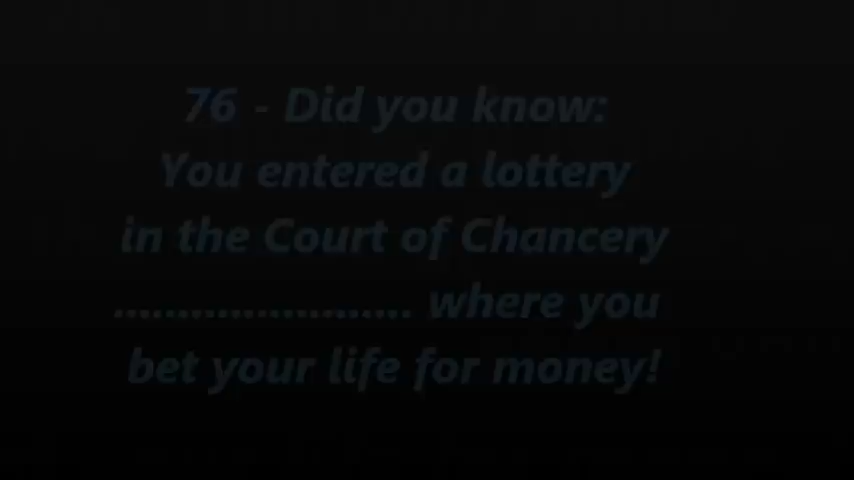 76 - Did you know:
You entered a lottery
in the Court of Chancery
....................... where you
bet your life for money!